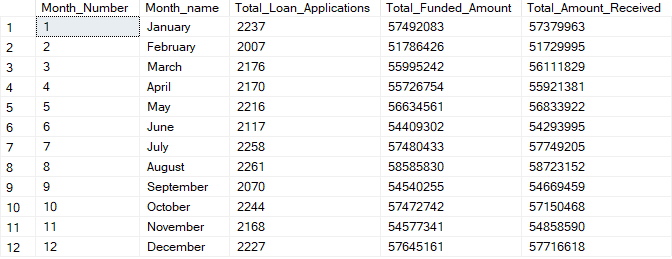 Month_Number Month_name Total_Loan_Applications Total_Funded_Amount Total_Amount_Received
1 1 January 2237 57492083 57379963
2 2 February 2007 51786426 51729995
3 3 March 2176 55995242 56111829
4 4 April 2170 55726754 55921381
5 5 May 2216 56634561 56833922
6 6 June 2117 54409302 54293995
7 7 July 2258 57480433 57749205
8 8 August 2261 58585830 58723152
9 9 September 2070 54540255 54669459
10 10 October 2244 57472742 57150468
11 11 November 2168 54577341 54858590
12 12 December 2227 57645161 57716618